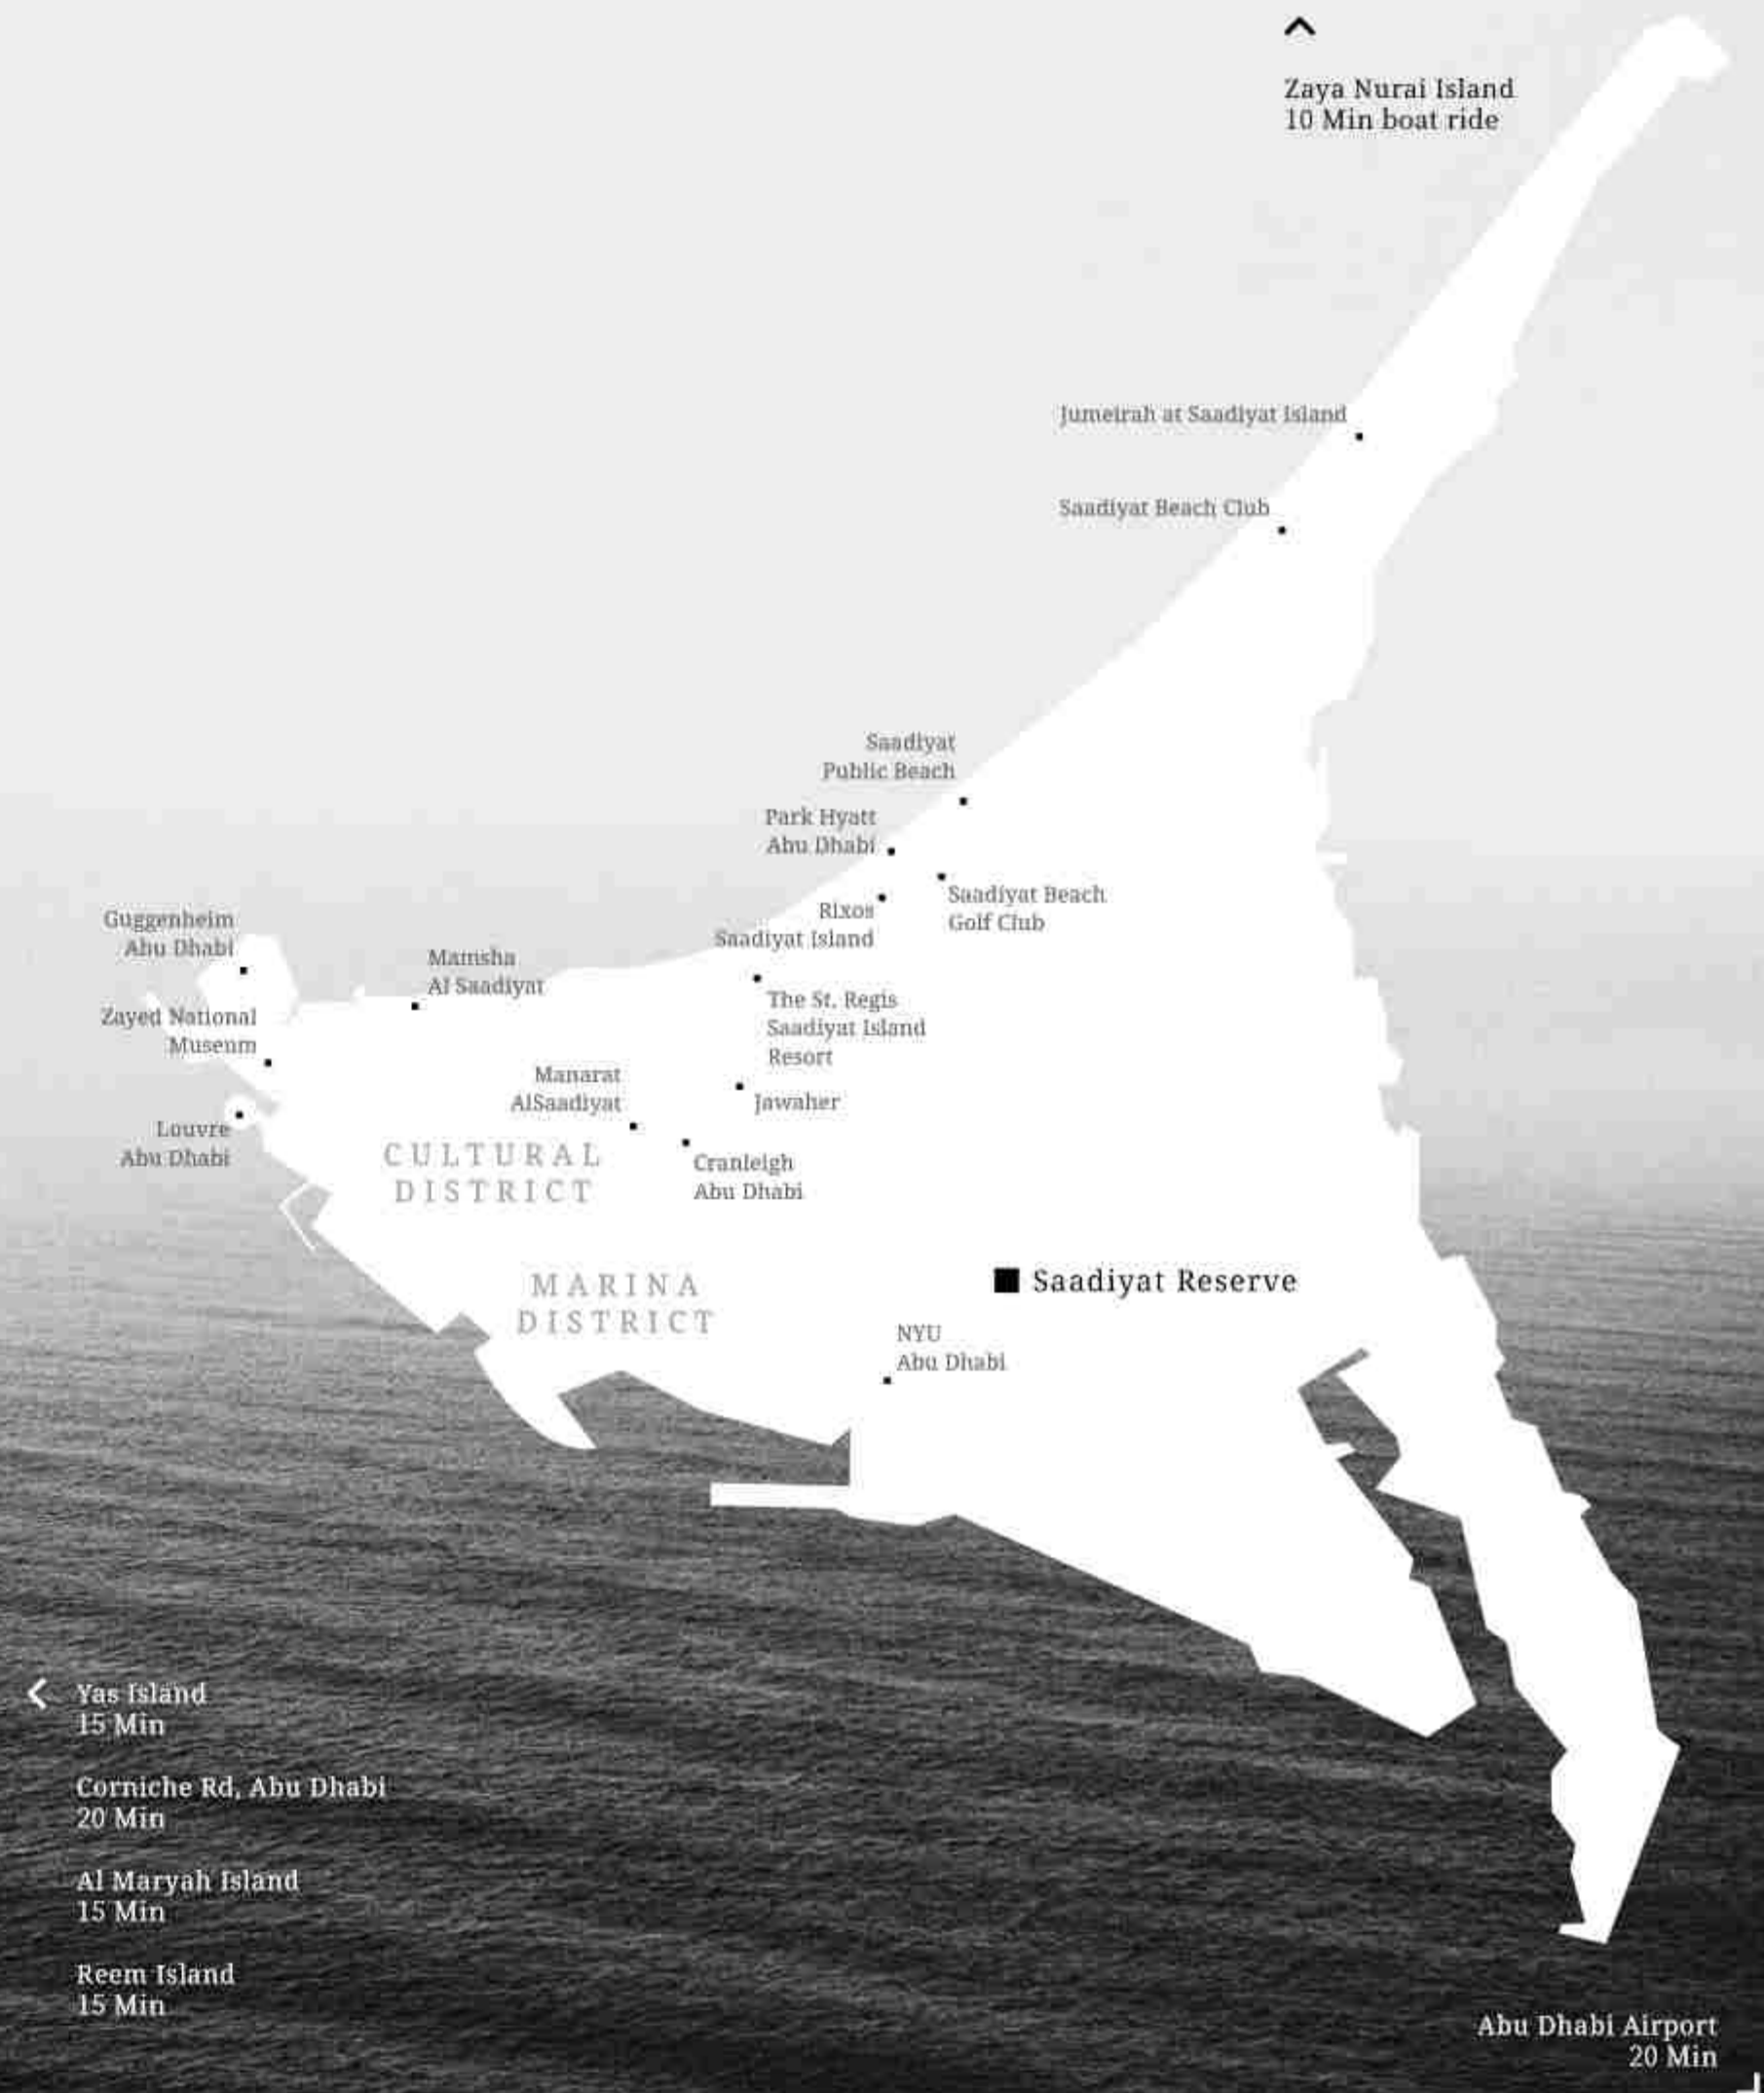 Zaya Nurai Island
10 Min boat ride
Jumeirah at Saadiyat Island
Saadiyat Beach Club
Saadiyat
Public Beach
Park Hyatt
Abu Dhabi
Saadiyat Beach
Golf Club
Rixos
Saadiyat Island
Guggenheim
Abu Dhabi
Mamsha
Al Saadiyat
The St. Regis
Saadiyat Island
Resort
Zayed National
Museum
Manarat
AlSaadiyat
Jawaher
Louvre
Abu Dhabi
CULTURAL
DISTRICT
Cranleigh
Abu Dhabi
MARINA
DISTRICT
Saadiyat Reserve
NYU
Abu Dhabi
Yas Island
15 Min
Corniche Rd, Abu Dhabi
20 Min
Al Maryah Island
15 Min
Reem Island
15 Min
Abu Dhabi Airport
20 Min